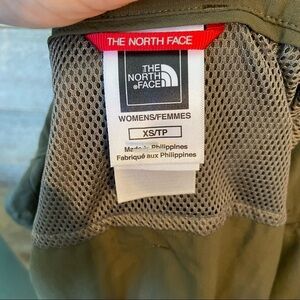 THE NORTH FACE
THE
NORTH
FACE
WOMENS/FEMMES
XS/TP
Made in Philippines
Fabriqué aux Philippines